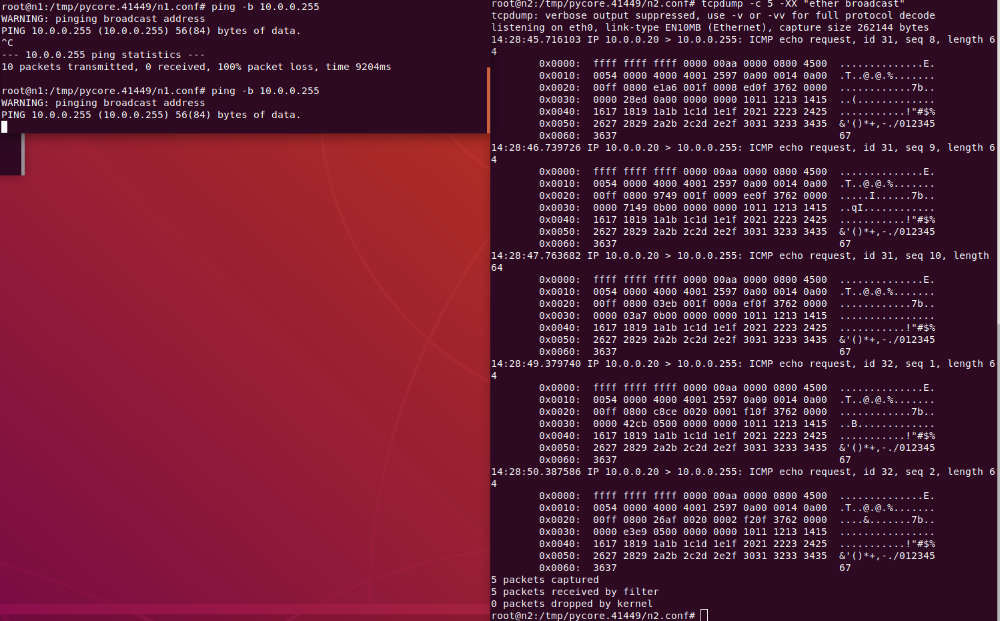 root@n1:/tmp/pycore.41449/n1.conf# ping -b 10.0.0.255
WARNING: pinging broadcast address
PING 10.0.0.255 (10.0.0.255) 56(84) bytes of data.
^C
--- 10.0.0.255 ping statistics ---
10 packets transmitted, 0 received, 100% packet loss, time 9204ms
root@n1:/tmp/pycore.41449/n1.conf# ping -b 10.0.0.255
WARNING: pinging broadcast address
PING 10.0.0.255 (10.0.0.255) 56(84) bytes of data.
root@n2:/tmp/pycore.41449/n2.conf# tcpdump -c 5 -XX "ether broadcast"
tcpdump: verbose output suppressed, use -v or -vv for full protocol decode
listening on eth0, link-type EN10MB (Ethernet), capture size 262144 bytes
14:28:45.716103 IP 10.0.0.20 > 10.0.0.255: ICMP echo request, id 31, seq 8, length 6
4
0x0000:  ffff ffff ffff 0000 00aa 0000 0800 4500  ..............E.
0x0010:  0054 0000 4000 4001 2597 0a00 0014 0a00  .T..@.@.%.......
0x0020:  00ff 0800 e1a6 001f 0008 ed0f 3762 0000  ............7b..
0x0030:  0000 28ed 0a00 0000 0000 1011 1213 1415  ..(.............
0x0040:  1617 1819 1a1b 1c1d 1e1f 2021 2223 2425  ...........!"#$%
0x0050:  2627 2829 2a2b 2c2d 2e2f 3031 3233 3435  &'()*+,-./012345
0x0060:  3637                                     67
14:28:46.739726 IP 10.0.0.20 > 10.0.0.255: ICMP echo request, id 31, seq 9, length 6
4
0x0000:  ffff ffff ffff 0000 00aa 0000 0800 4500  ..............E.
0x0010:  0054 0000 4000 4001 2597 0a00 0014 0a00  .T..@.@.%.......
0x0020:  00ff 0800 9749 001f 0009 ee0f 3762 0000  .....I......7b..
0x0030:  0000 7149 0b00 0000 0000 1011 1213 1415  ..qI............
0x0040:  1617 1819 1a1b 1c1d 1e1f 2021 2223 2425  ...........!"#$%
0x0050:  2627 2829 2a2b 2c2d 2e2f 3031 3233 3435  &'()*+,-./012345
0x0060:  3637                                     67
14:28:47.763682 IP 10.0.0.20 > 10.0.0.255: ICMP echo request, id 31, seq 10, length
64
0x0000:  ffff ffff ffff 0000 00aa 0000 0800 4500  ..............E.
0x0010:  0054 0000 4000 4001 2597 0a00 0014 0a00  .T..@.@.%.......
0x0020:  00ff 0800 03eb 001f 000a ef0f 3762 0000  ............7b..
0x0030:  0000 03a7 0b00 0000 0000 1011 1213 1415  ................
0x0040:  1617 1819 1a1b 1c1d 1e1f 2021 2223 2425  ...........!"#$%
0x0050:  2627 2829 2a2b 2c2d 2e2f 3031 3233 3435  &'()*+,-./012345
0x0060:  3637                                     67
14:28:49.379740 IP 10.0.0.20 > 10.0.0.255: ICMP echo request, id 32, seq 1, length 6
4
0x0000:  ffff ffff ffff 0000 00aa 0000 0800 4500  ..............E.
0x0010:  0054 0000 4000 4001 2597 0a00 0014 0a00  .T..@.@.%.......
0x0020:  00ff 0800 c8ce 0020 0001 f10f 3762 0000  ............7b..
0x0030:  0000 42cb 0500 0000 0000 1011 1213 1415  ..B.............
0x0040:  1617 1819 1a1b 1c1d 1e1f 2021 2223 2425  ...........!"#$%
0x0050:  2627 2829 2a2b 2c2d 2e2f 3031 3233 3435  &'()*+,-./012345
0x0060:  3637                                     67
14:28:50.387586 IP 10.0.0.20 > 10.0.0.255: ICMP echo request, id 32, seq 2, length 6
4
0x0000:  ffff ffff ffff 0000 00aa 0000 0800 4500  ..............E.
0x0010:  0054 0000 4000 4001 2597 0a00 0014 0a00  .T..@.@.%.......
0x0020:  00ff 0800 26af 0020 0002 f20f 3762 0000  ....&.......7b..
0x0030:  0000 e3e9 0500 0000 0000 1011 1213 1415  ................
0x0040:  1617 1819 1a1b 1c1d 1e1f 2021 2223 2425  ...........!"#$%
0x0050:  2627 2829 2a2b 2c2d 2e2f 3031 3233 3435  &'()*+,-./012345
0x0060:  3637                                     67
5 packets captured
5 packets received by filter
0 packets dropped by kernel
root@n2:/tmp/pycore.41449/n2.conf#